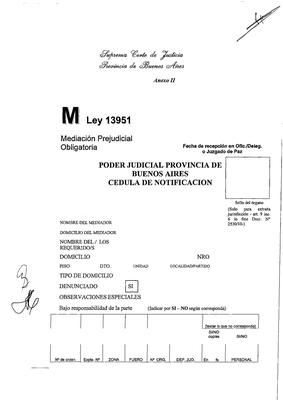 Suprema Corte de Justicia
Provincia de Buenos Aires
Anexo II
M Ley 13951
Mediación Prejudicial
Obligatoria
Fecha de recepción en Ofic./Deleg.
o Juzgado de Paz
PODER JUDICIAL PROVINCIA DE
BUENOS AIRES
CEDULA DE NOTIFICACION
Sello del órgano
(Solo para extraña
jurisdicción - art. 9 inc.
6 in fine Decr. Nº
2530/10-)
NOMBRE DEL MEDIADOR
DOMICILIO DEL MEDIADOR
NOMBRE DEL / LOS
REQUERIDO/S
DOMICILIO NRO
PISO DTO. UNIDAD LOCALIDAD/PARTIDO
TIPO DE DOMICILIO
DENUNCIADO SI
OBSERVACIONES ESPECIALES
Bajo responsabilidad de la parte (Indicar por SI – NO según corresponda)
(testar lo que no corresponda)
SI/NO
copias SI/NO
Nº de orden Expte. Nº ZONA FUERO Nº ORG. DEP. JUD. En fs PERSONAL